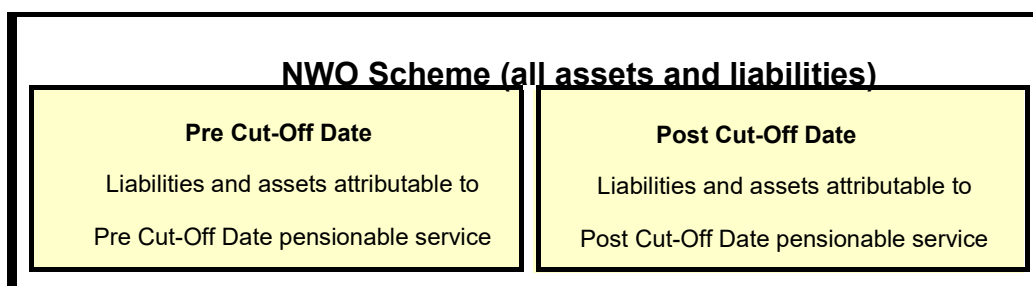 NWO Scheme (all assets and liabilities)
Pre Cut-Off Date
Liabilities and assets attributable to
Pre Cut-Off Date pensionable service
Post Cut-Off Date
Liabilities and assets attributable to
Post Cut-Off Date pensionable service